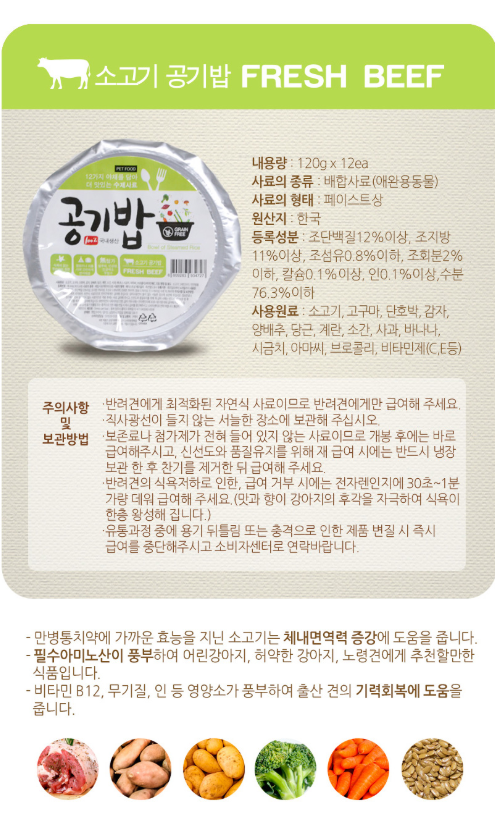 소고기 공기밥 FRESH BEEF
PET FOOD
12가지 야채를 담아
더 맛있는 수제사료
공기밥
국내생산
GRAIN
FREE
소고기 공기밥
FRESH BEEF
내용량 : 120g x 12ea
사료의 종류 : 배합사료(애완용동물)
사료의 형태 : 페이스트상
원산지 : 한국
등록성분 : 조단백질12%이상, 조지방
11%이상, 조섬유0.8%이하, 조회분2%
이하, 칼슘0.1%이상, 인0.1%이상,수분
76.3%이하
사용원료 : 소고기, 고구마, 단호박, 감자,
양배추, 당근, 계란, 소간, 사과, 바나나,
시금치, 아마씨, 브로콜리, 비타민제(C,E등)
주의사항
및
보관방법
·반려견에게 최적화된 자연식 사료이므로 반려견에게만 급여해 주세요.
·직사광선이 들지 않는 서늘한 장소에 보관해 주십시오.
·보존료나 첨가제가 전혀 들어 있지 않는 사료이므로 개봉 후에는 바로
급여해주시고, 신선도와 품질유지를 위해 재 급여 시에는 반드시 냉장
보관 한 후 찬기를 제거한 뒤 급여해 주세요.
·반려견의 식욕저하로 인한, 급여 거부 시에는 전자렌인지에 30초~1분
가량 데워 급여해 주세요.(맛과 향이 강아지의 후각을 자극하여 식욕이
한층 왕성해 집니다.)
·유통과정 중에 용기 뒤틀림 또는 충격으로 인한 제품 변질 시 즉시
급여를 중단해주시고 소비자센터로 연락바랍니다.
- 만병통치약에 가까운 효능을 지닌 소고기는 체내면역력 증강에 도움을 줍니다.
- 필수아미노산이 풍부하여 어린강아지, 허약한 강아지, 노령견에게 추천할만한
식품입니다.
- 비타민 B12, 무기질, 인 등 영양소가 풍부하여 출산 견의 기력회복에 도움을
줍니다.